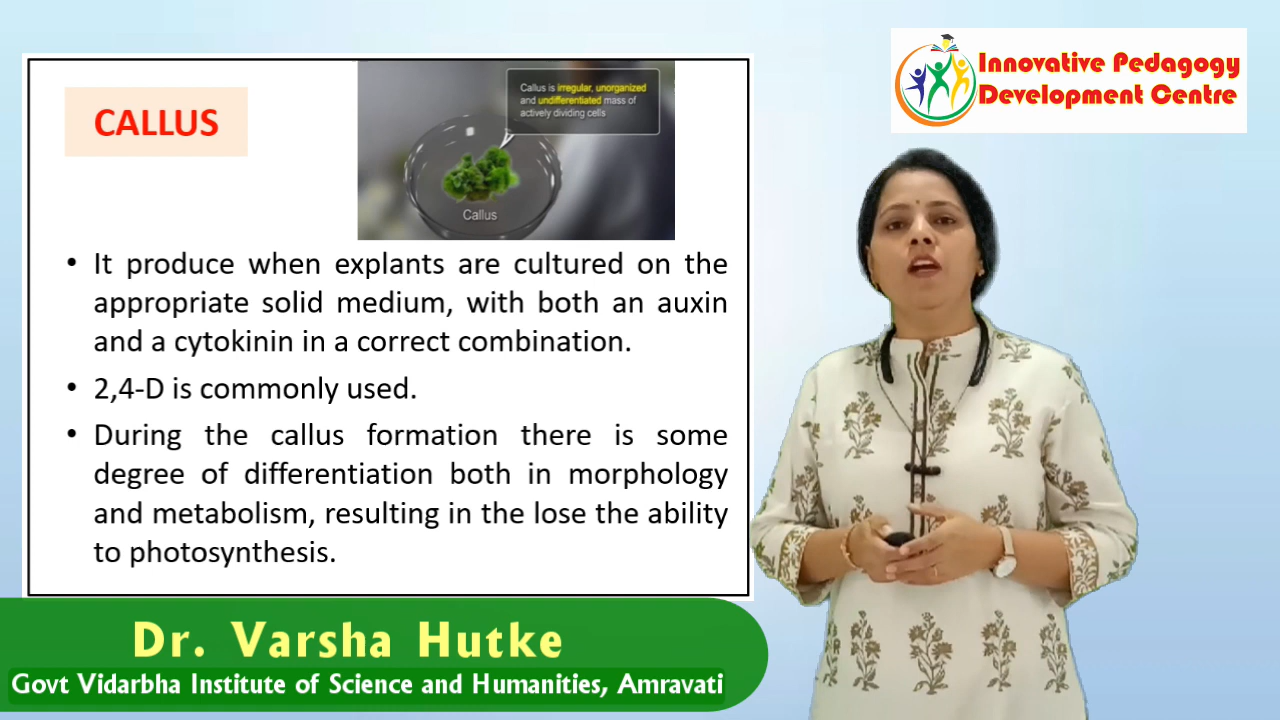 CALLUS
Callus is irregular, unorganized
and undifferentiated mass of
actively dividing cells
Callus
• It produce when explants are cultured on the
appropriate solid medium, with both an auxin
and a cytokinin in a correct combination.
• 2,4-D is commonly used.
• During the callus formation there is some
degree of differentiation both in morphology
and metabolism, resulting in the lose the ability
to photosynthesis.
Innovative Pedagogy
Development Centre
Dr. Varsha Hutke
Govt Vidarbha Institute of Science and Humanities, Amravati